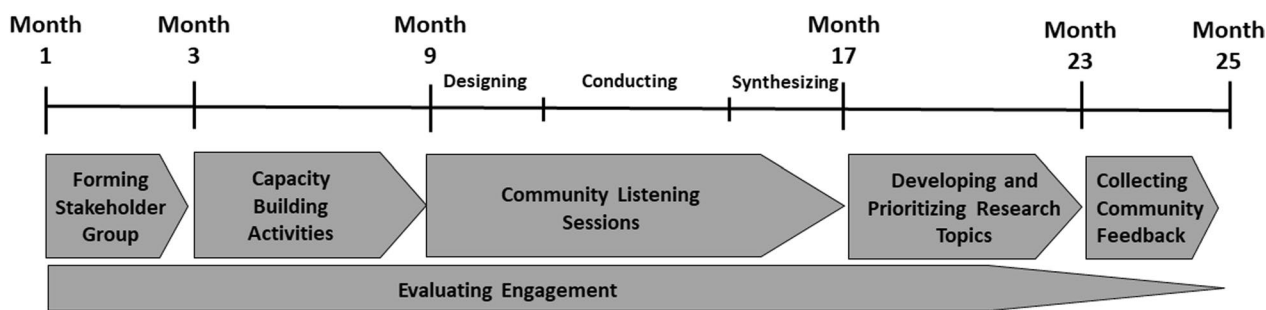 Month
1
Month
3
Month
9
Month
17
Month
23
Month
25
Designing
Conducting
Synthesizing
Forming
Stakeholder
Group
Capacity
Building
Activities
Community Listening
Sessions
Developing and
Prioritizing Research
Topics
Collecting
Community
Feedback
Evaluating Engagement